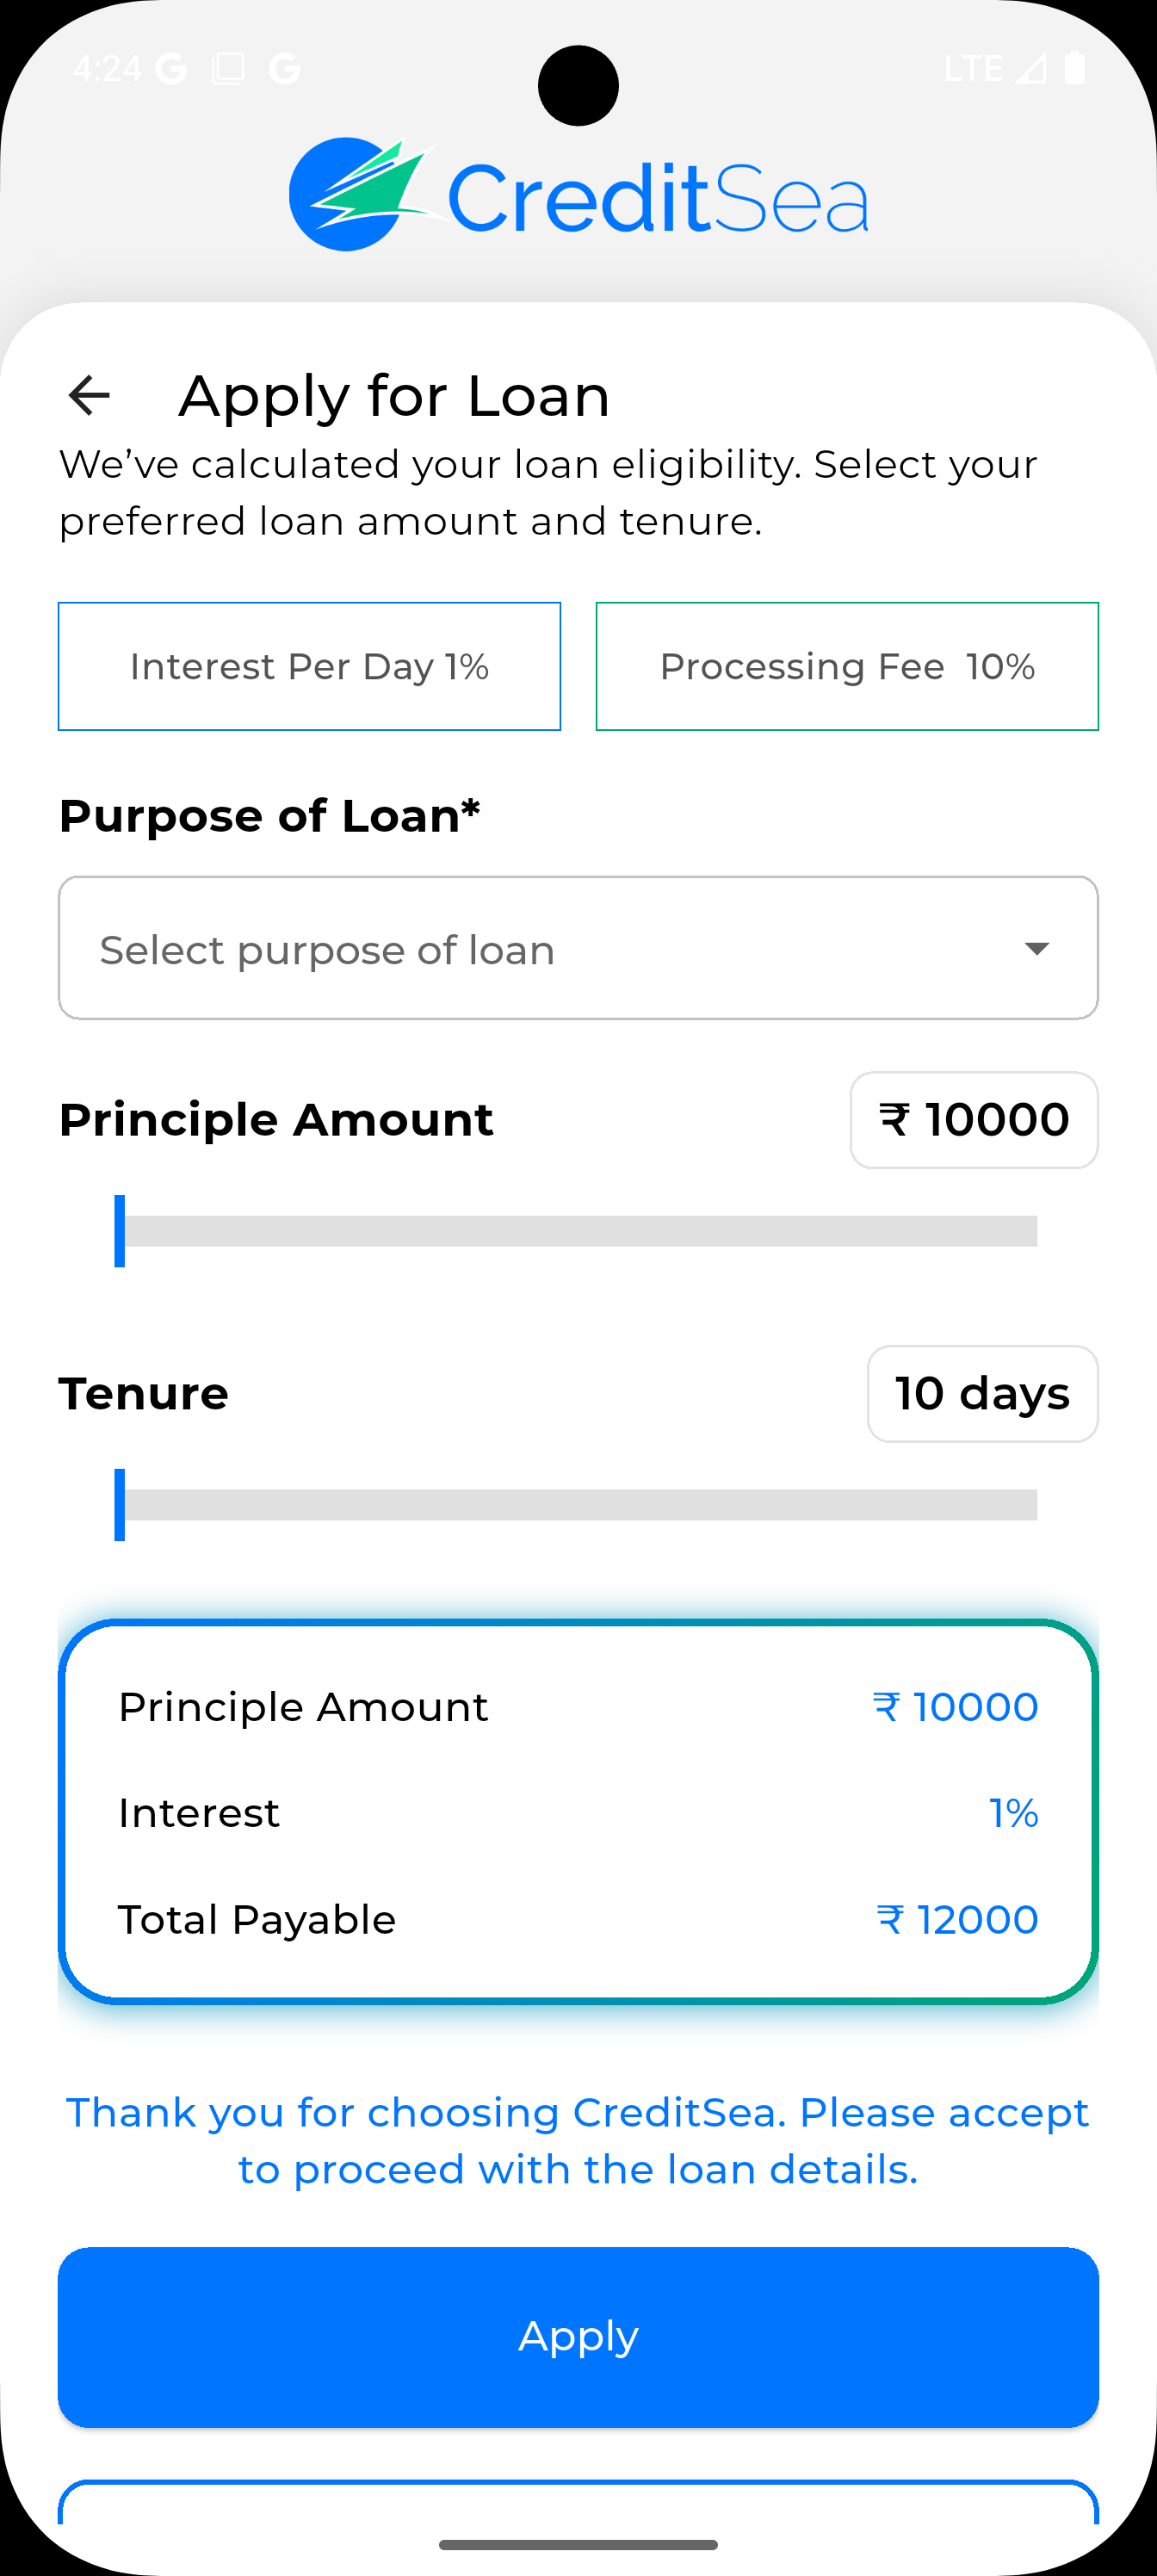 4:24
LTE
CreditSea
Apply for Loan
We’ve calculated your loan eligibility. Select your
preferred loan amount and tenure.
Interest Per Day 1%
Processing Fee 10%
Purpose of Loan*
Select purpose of loan
Principle Amount
₹ 10000
Tenure
10 days
Principle Amount
₹ 10000
Interest
1%
Total Payable
₹ 12000
Thank you for choosing CreditSea. Please accept
to proceed with the loan details.
Apply